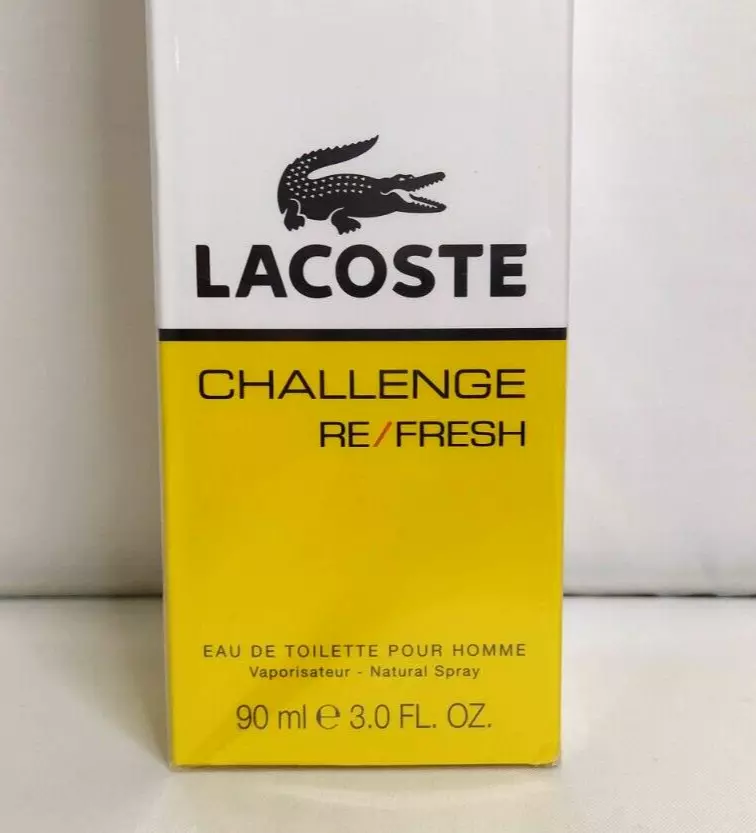 LACOSTE
CHALLENGE
RE/FRESH
EAU DE TOILETTE POUR HOMME
Vaporisateur - Natural Spray
90 ml ℮ 3.0 FL. OZ.